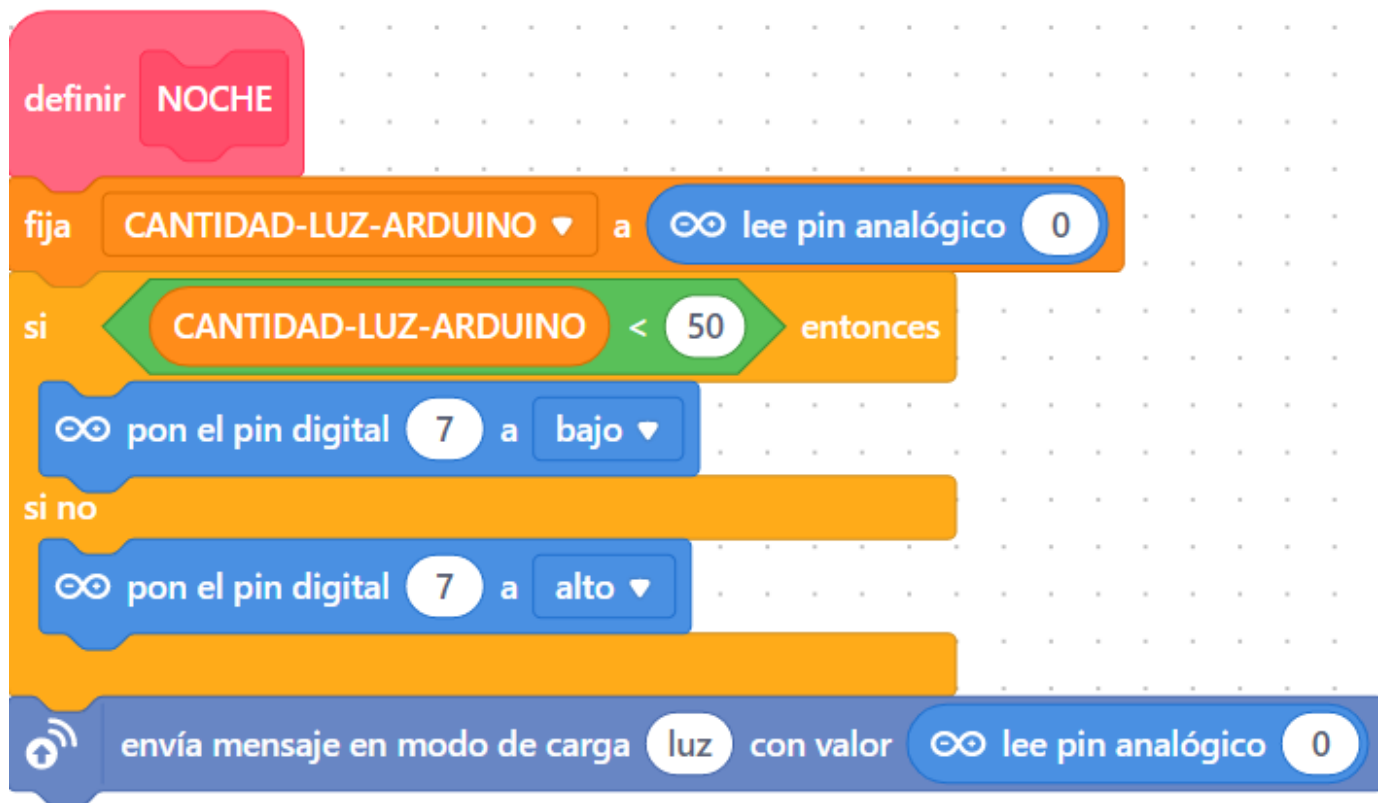 definir NOCHE
fija CANTIDAD-LUZ-ARDUINO a lee pin analógico 0
si CANTIDAD-LUZ-ARDUINO < 50 entonces
pon el pin digital 7 a bajo
si no
pon el pin digital 7 a alto
envía mensaje en modo de carga luz con valor lee pin analógico 0